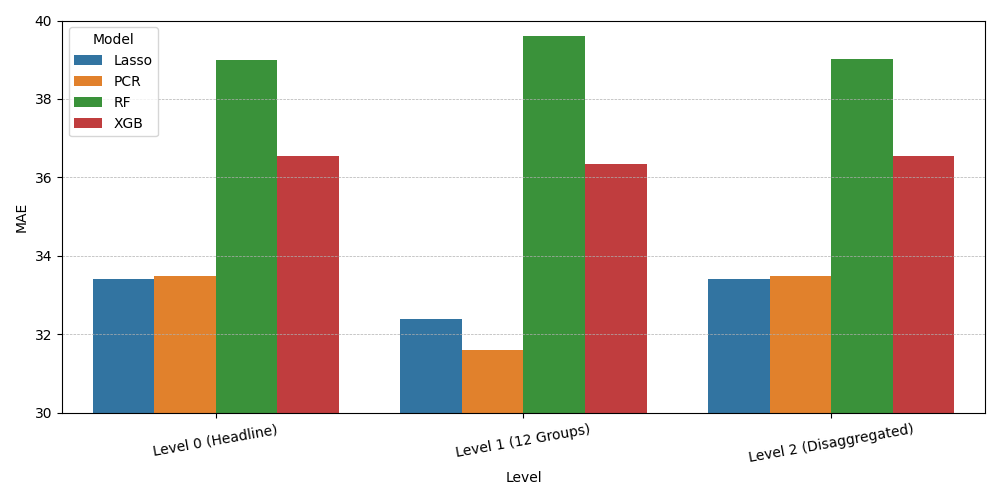 Model
Lasso
PCR
RF
XGB
MAE
40
38
36
34
32
30
Level 0 (Headline)
Level 1 (12 Groups)
Level 2 (Disaggregated)
Level